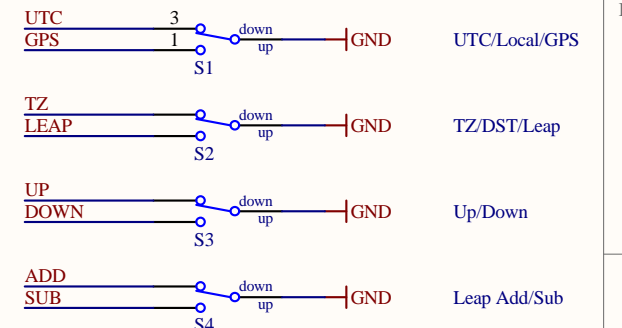 UTC 3 down GND UTC/Local/GPS
GPS 1 up
S1
TZ down GND TZ/DST/Leap
LEAP up
S2
UP down GND Up/Down
DOWN up
S3
ADD down GND Leap Add/Sub
SUB up
S4